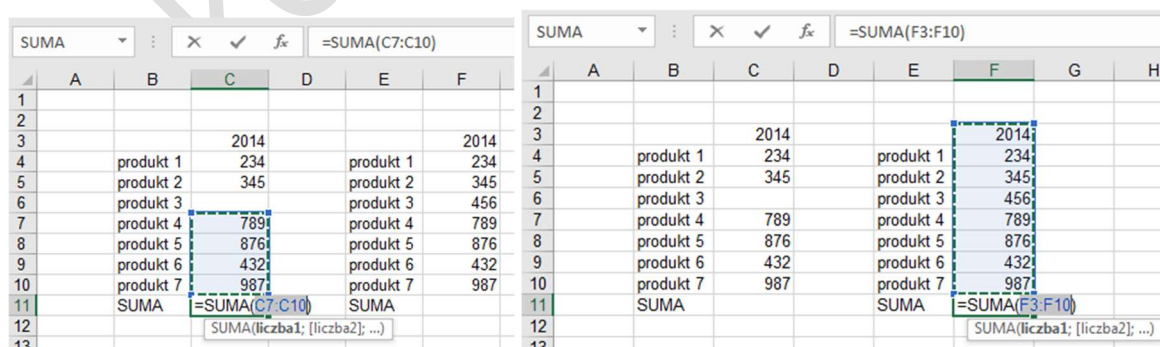 SUMA =SUMA(C7:C10)
A B C D E F
1
2
3 2014 2014
4 produkt 1 234 produkt 1 234
5 produkt 2 345 produkt 2 345
6 produkt 3 produkt 3 456
7 produkt 4 789 produkt 4 789
8 produkt 5 876 produkt 5 876
9 produkt 6 432 produkt 6 432
10 produkt 7 987 produkt 7 987
11 SUMA =SUMA(C7:C10) SUMA
12 SUMA(liczba1; [liczba2]; ...)
13
SUMA fx =SUMA(F3:F10)
A B C D E F G H
1
2
3 2014 2014
4 produkt 1 234 produkt 1 234
5 produkt 2 345 produkt 2 345
6 produkt 3 produkt 3 456
7 produkt 4 789 produkt 4 789
8 produkt 5 876 produkt 5 876
9 produkt 6 432 produkt 6 432
10 produkt 7 987 produkt 7 987
11 SUMA SUMA =SUMA(F3:F10)
12 SUMA(liczba1; [liczba2]; ...)